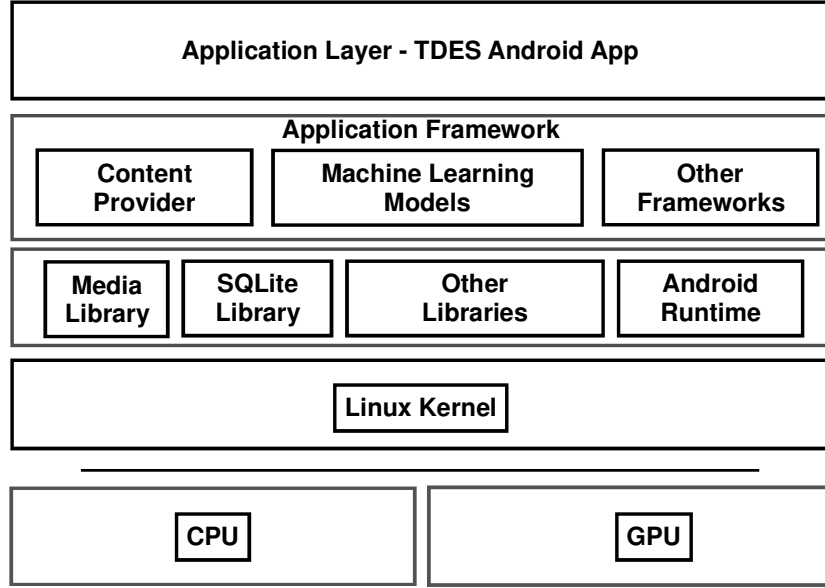 Application Layer - TDES Android App
Application Framework
Content
Provider
Machine Learning
Models
Other
Frameworks
Media
Library
SQLite
Library
Other
Libraries
Android
Runtime
Linux Kernel
CPU
GPU